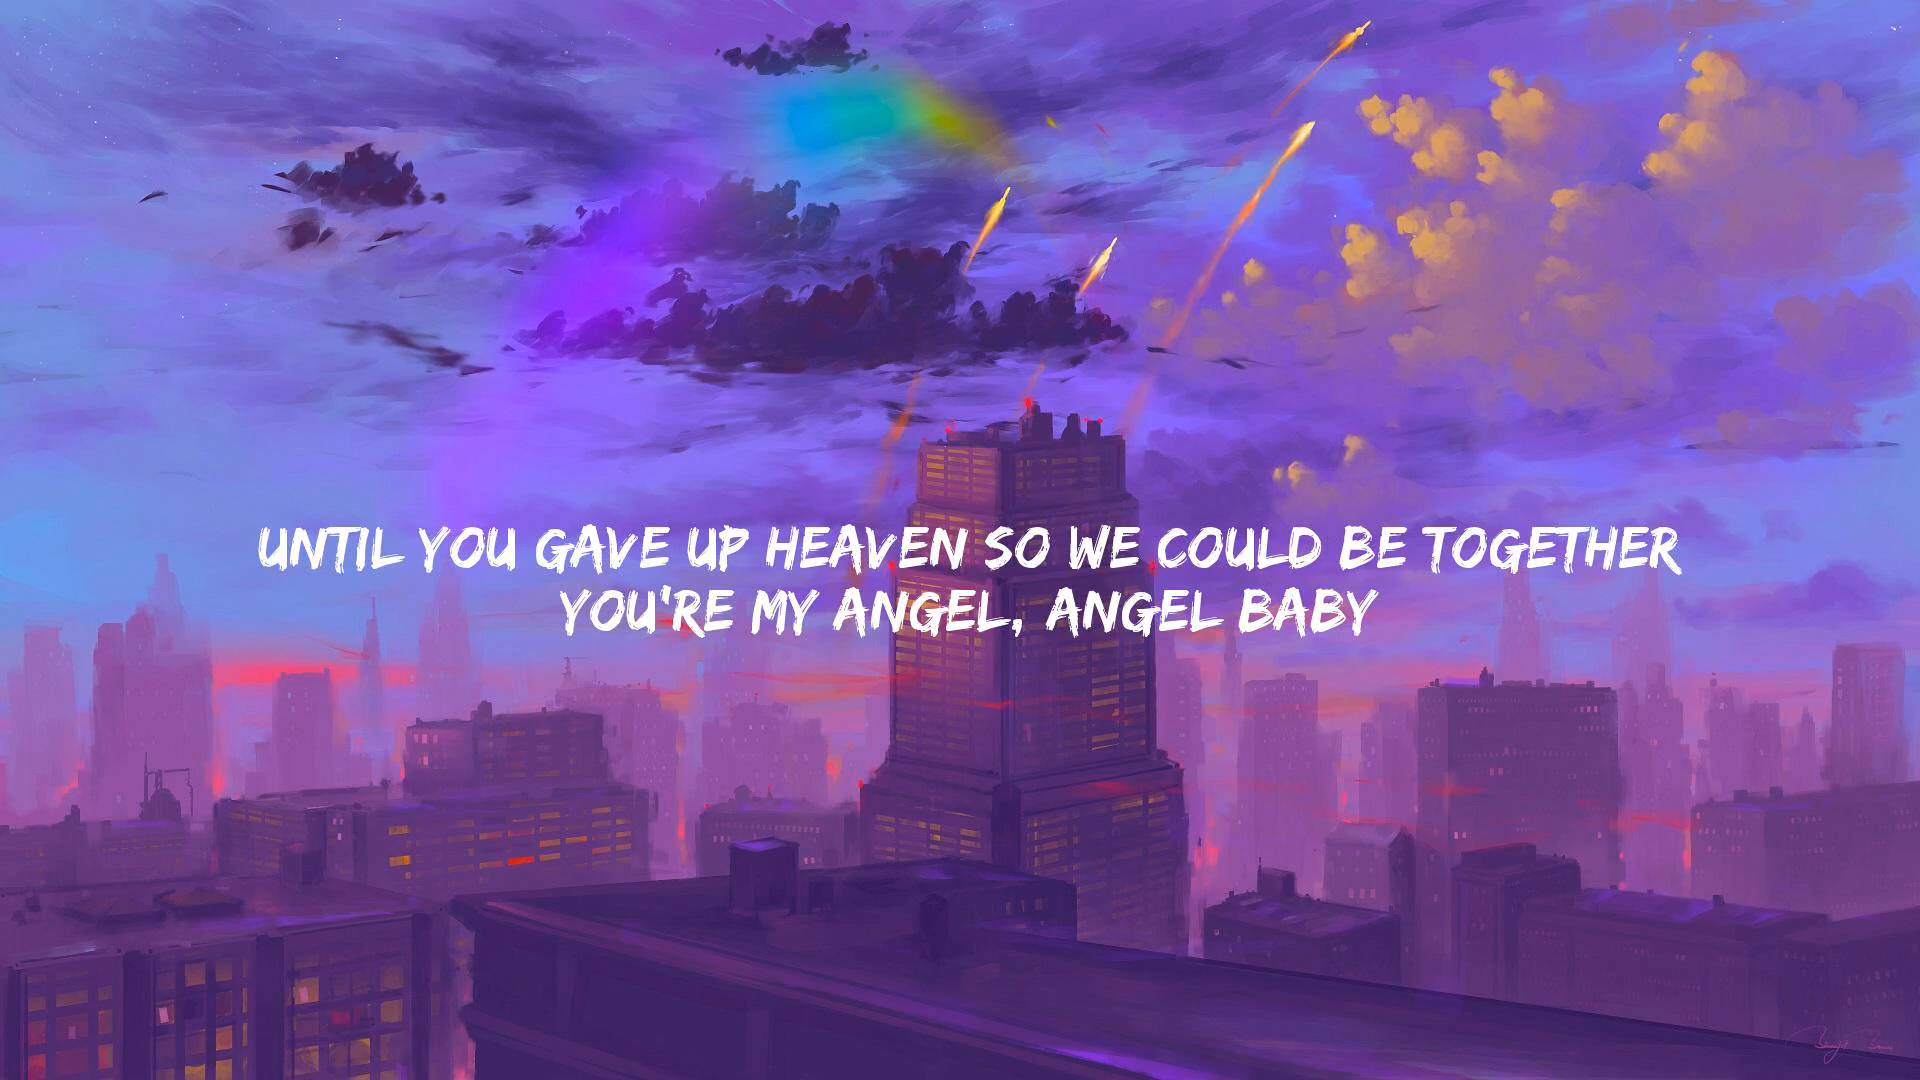 UNTIL YOU GAVE UP HEAVEN SO WE COULD BE TOGETHER
YOU'RE MY ANGEL, ANGEL BABY